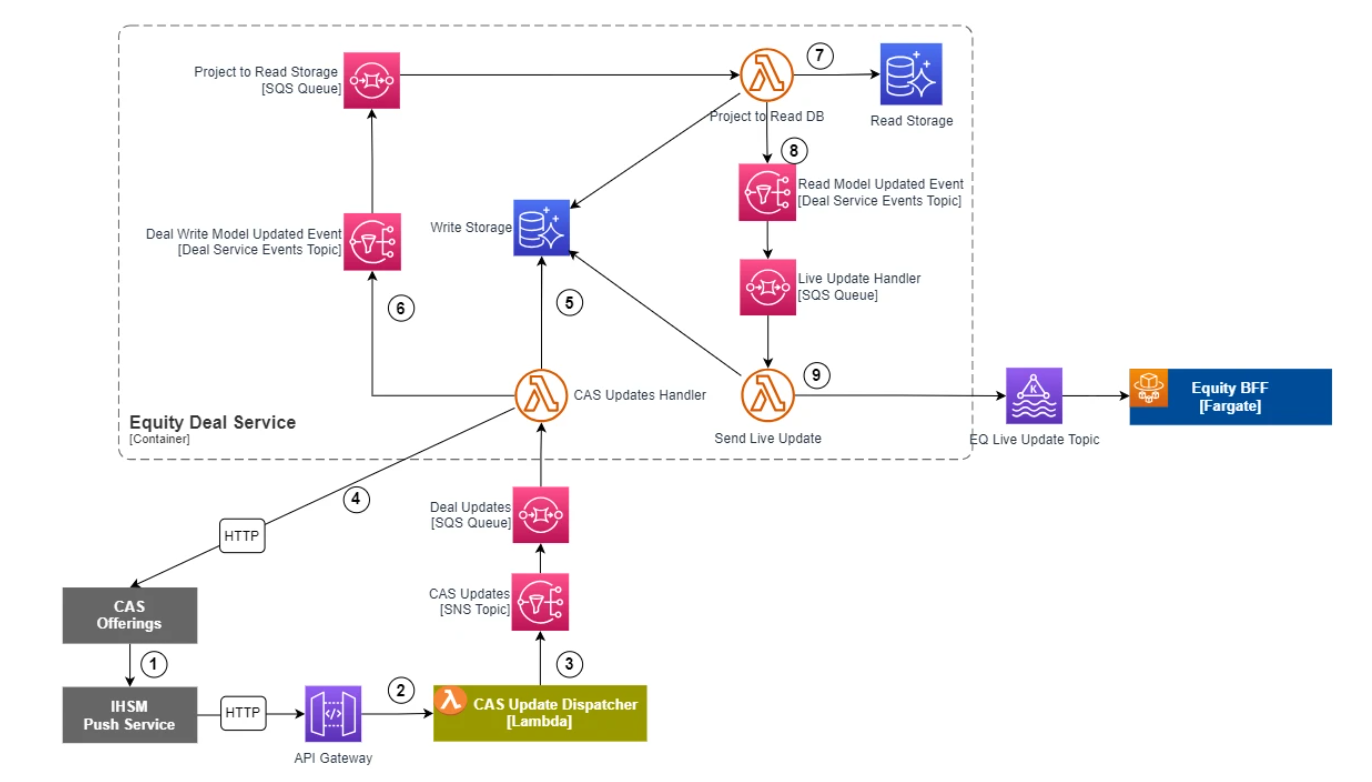 Project to Read Storage
[SQS Queue]
7
Project to Read DB
Read Storage
8
Read Model Updated Event
[Deal Service Events Topic]
Deal Write Model Updated Event
[Deal Service Events Topic]
Write Storage
Live Update Handler
[SQS Queue]
6
5
9
CAS Updates Handler
Send Live Update
K
EQ Live Update Topic
Equity BFF
[Fargate]
Equity Deal Service
[Container]
4
HTTP
Deal Updates
[SQS Queue]
CAS Updates
[SNS Topic]
CAS
Offerings
1
3
IHSM
Push Service
HTTP
</>
API Gateway
2
CAS Update Dispatcher
[Lambda]